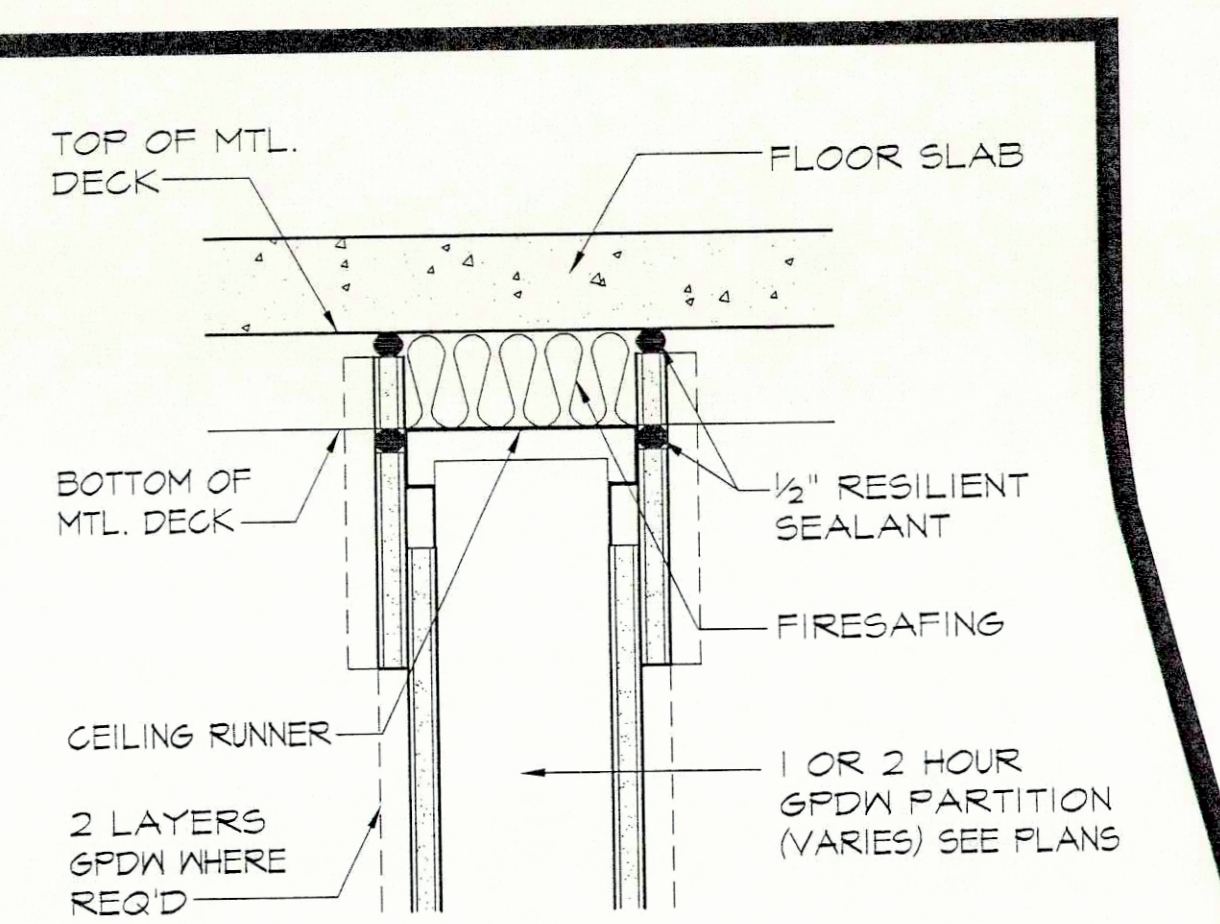 TOP OF MTL.
DECK
FLOOR SLAB
BOTTOM OF
MTL. DECK
1/2" RESILIENT
SEALANT
FIRESAFING
CEILING RUNNER
1 OR 2 HOUR
GPDW PARTITION
(VARIES) SEE PLANS
2 LAYERS
GPDW WHERE
REQ'D